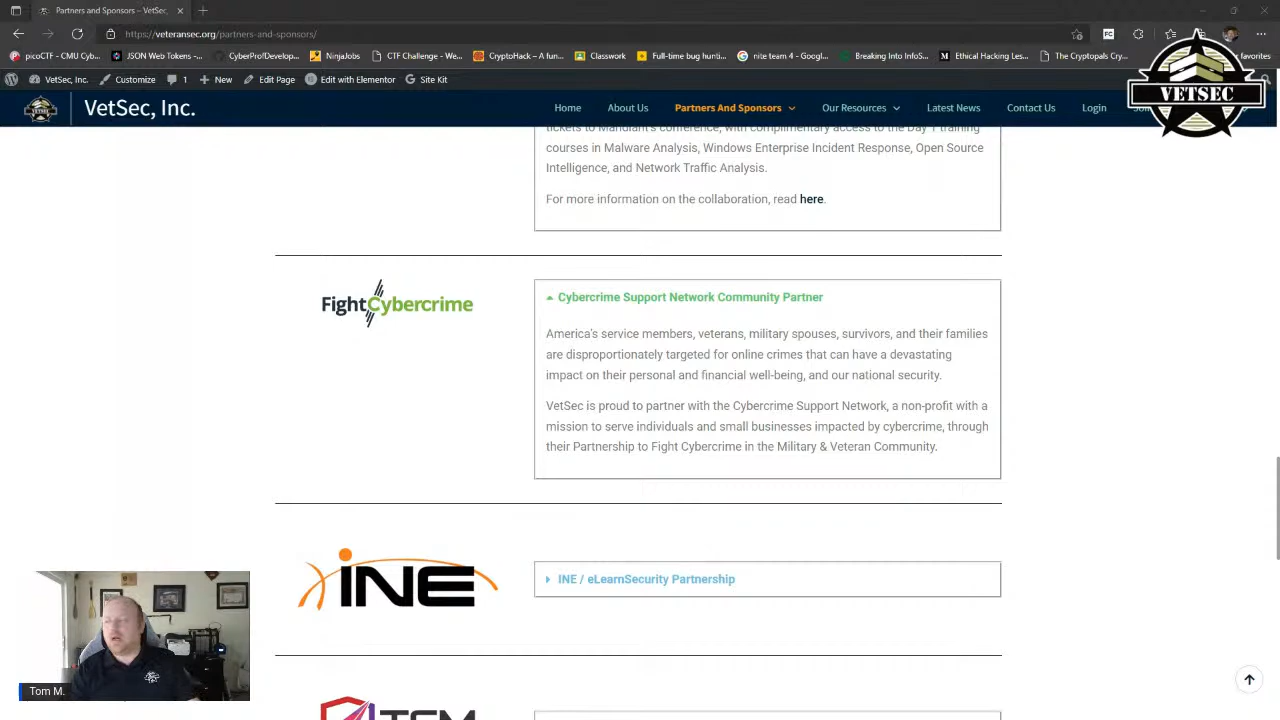 Partners and Sponsors – VetSec,
https://veteransec.org/partners-and-sponsors/
picoCTF - CMU Cyb...
JSON Web Tokens -...
CyberProfDevelop...
NinjaJobs
CTF Challenge - We...
CryptoHack – A fun...
Classwork
Full-time bug hunti...
nite team 4 - Googl...
Breaking Into InfoS...
Ethical Hacking Les...
The Cryptopals Cry...
favorites
VetSec, Inc.
Customize
1
New
Edit Page
Edit with Elementor
Site Kit
VETSEC
VetSec, Inc.
Home
About Us
Partners And Sponsors
Our Resources
Latest News
Contact Us
Login
tickets to Mandiant's conference, with complimentary access to the Day 1 training
courses in Malware Analysis, Windows Enterprise Incident Response, Open Source
Intelligence, and Network Traffic Analysis.
For more information on the collaboration, read here.
FightCybercrime
Cybercrime Support Network Community Partner
America's service members, veterans, military spouses, survivors, and their families
are disproportionately targeted for online crimes that can have a devastating
impact on their personal and financial well-being, and our national security.
VetSec is proud to partner with the Cybercrime Support Network, a non-profit with a
mission to serve individuals and small businesses impacted by cybercrime, through
their Partnership to Fight Cybercrime in the Military & Veteran Community.
INE
INE / eLearnSecurity Partnership
TCM
Tom M.